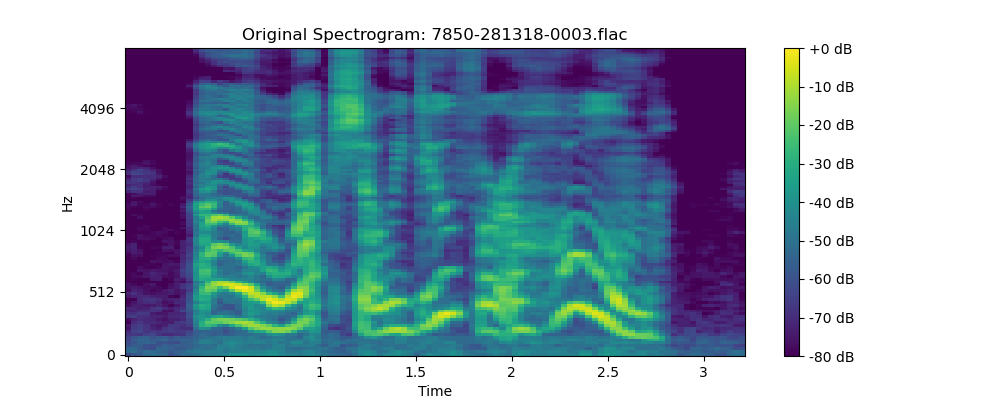 Original Spectrogram: 7850-281318-0003.flac
Hz
4096
2048
1024
512
0
0 0.5 1 1.5 2 2.5 3
Time
+0 dB
-10 dB
-20 dB
-30 dB
-40 dB
-50 dB
-60 dB
-70 dB
-80 dB